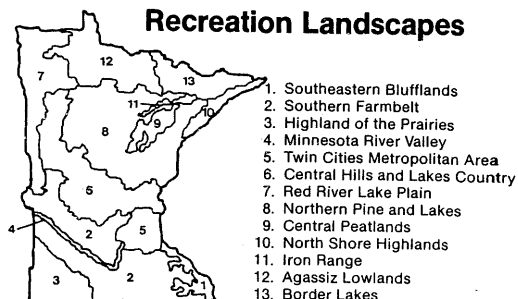 Recreation Landscapes
1. Southeastern Blufflands
2. Southern Farmbelt
3. Highland of the Prairies
4. Minnesota River Valley
5. Twin Cities Metropolitan Area
6. Central Hills and Lakes Country
7. Red River Lake Plain
8. Northern Pine and Lakes
9. Central Peatlands
10. North Shore Highlands
11. Iron Range
12. Agassiz Lowlands
13. Border Lakes
7
12
13
11
10
9
8
6
4
2
5
3
2
1